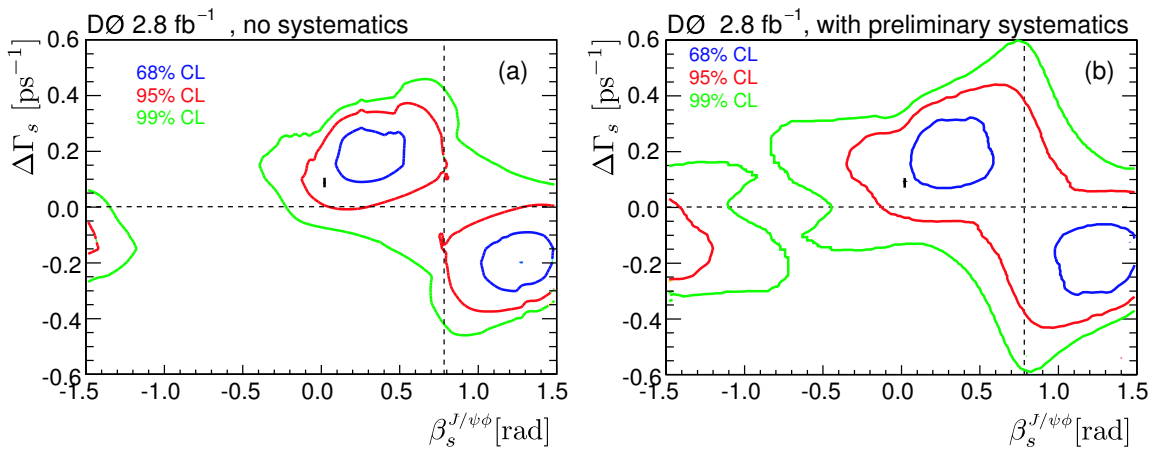 DØ 2.8 fb⁻¹ , no systematics
ΔΓₛ [ps⁻¹]
(a)
68% CL
95% CL
99% CL
0.6
0.4
0.2
0.0
-0.2
-0.4
-0.6
-1.5 -1.0 -0.5 0.0 0.5 1.0 1.5
βₛ^{J/ψϕ}[rad]
DØ 2.8 fb⁻¹, with preliminary systematics
ΔΓₛ [ps⁻¹]
(b)
68% CL
95% CL
99% CL
0.6
0.4
0.2
0.0
-0.2
-0.4
-0.6
-1.5 -1.0 -0.5 0.0 0.5 1.0 1.5
βₛ^{J/ψϕ}[rad]